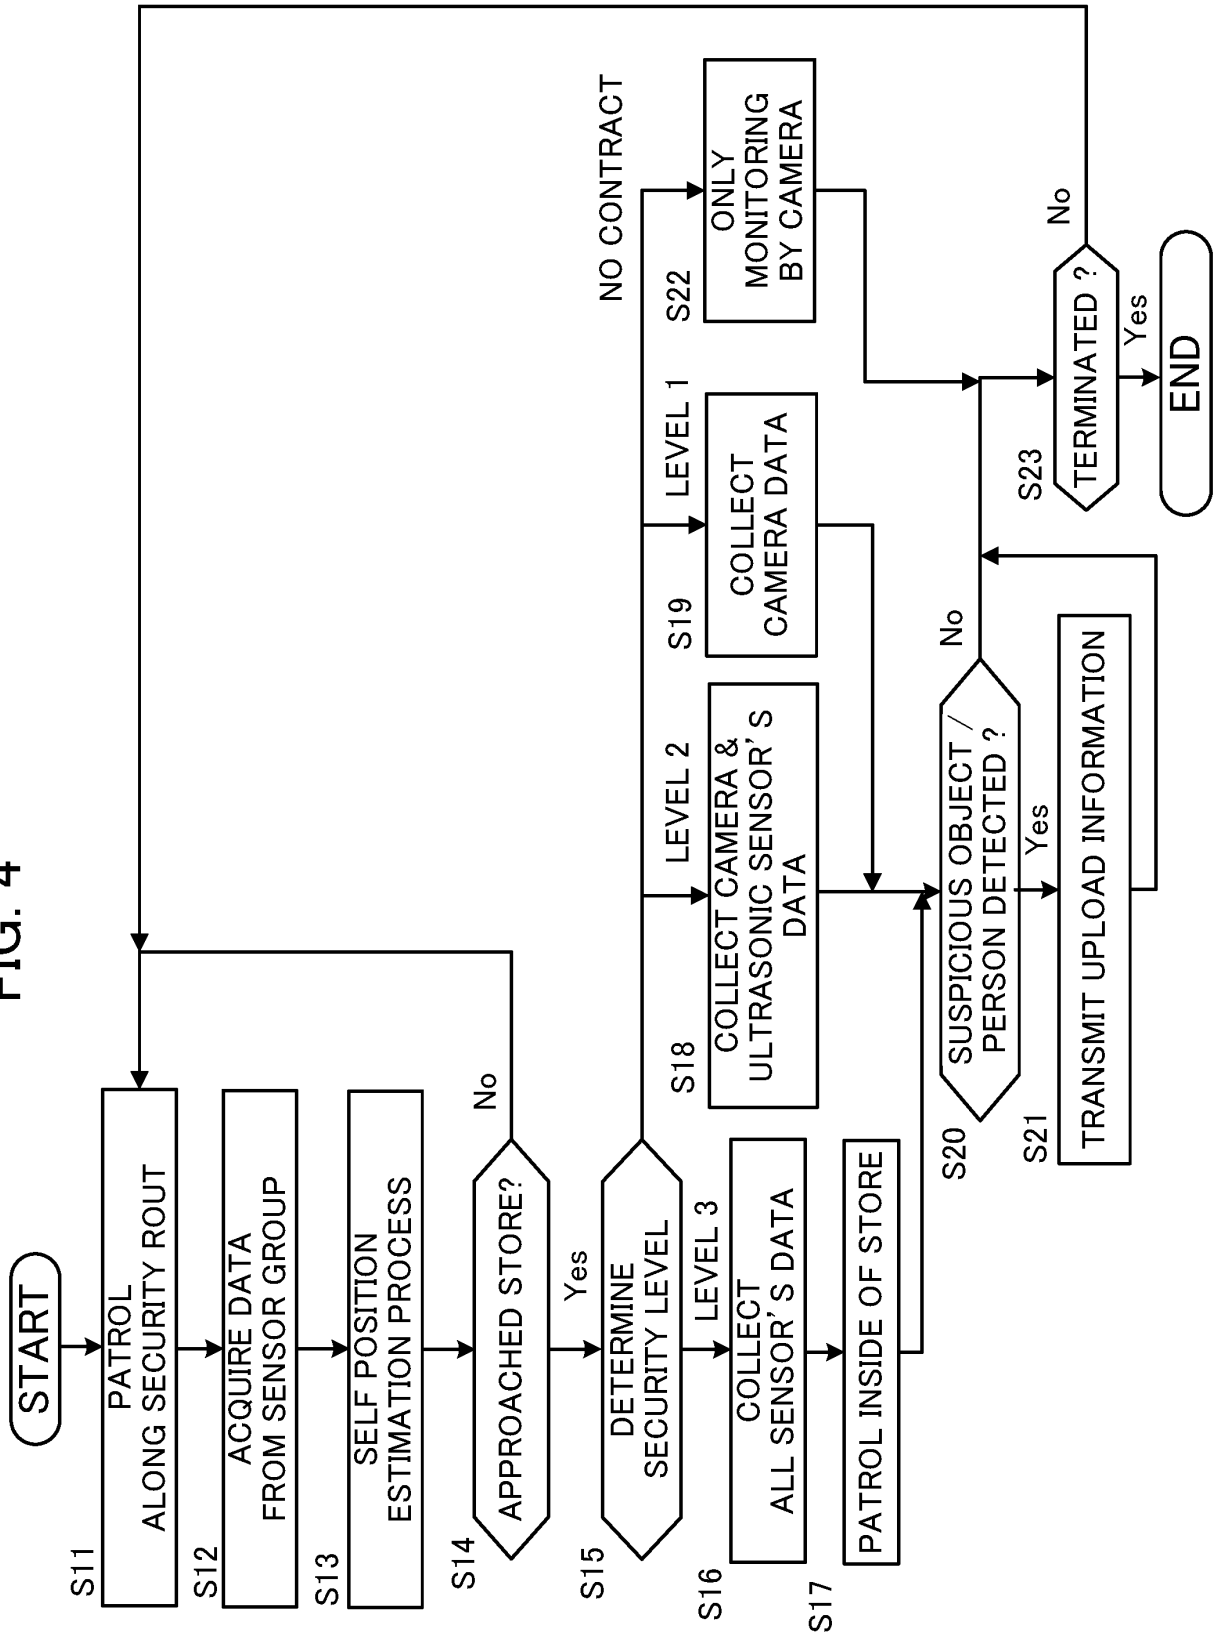 FIG. 4
START
S11
PATROL
ALONG SECURITY ROUT
S12
ACQUIRE DATA
FROM SENSOR GROUP
S13
SELF POSITION
ESTIMATION PROCESS
S14
APPROACHED STORE?
No
Yes
S15
DETERMINE
SECURITY LEVEL
LEVEL 3
LEVEL 2
LEVEL 1
NO CONTRACT
S16
COLLECT
ALL SENSOR'S DATA
S17
PATROL INSIDE OF STORE
S18
COLLECT CAMERA &
ULTRASONIC SENSOR'S
DATA
S19
COLLECT
CAMERA DATA
S22
ONLY
MONITORING
BY CAMERA
S20
SUSPICIOUS OBJECT /
PERSON DETECTED ?
No
Yes
S21
TRANSMIT UPLOAD INFORMATION
S23
TERMINATED ?
No
Yes
END